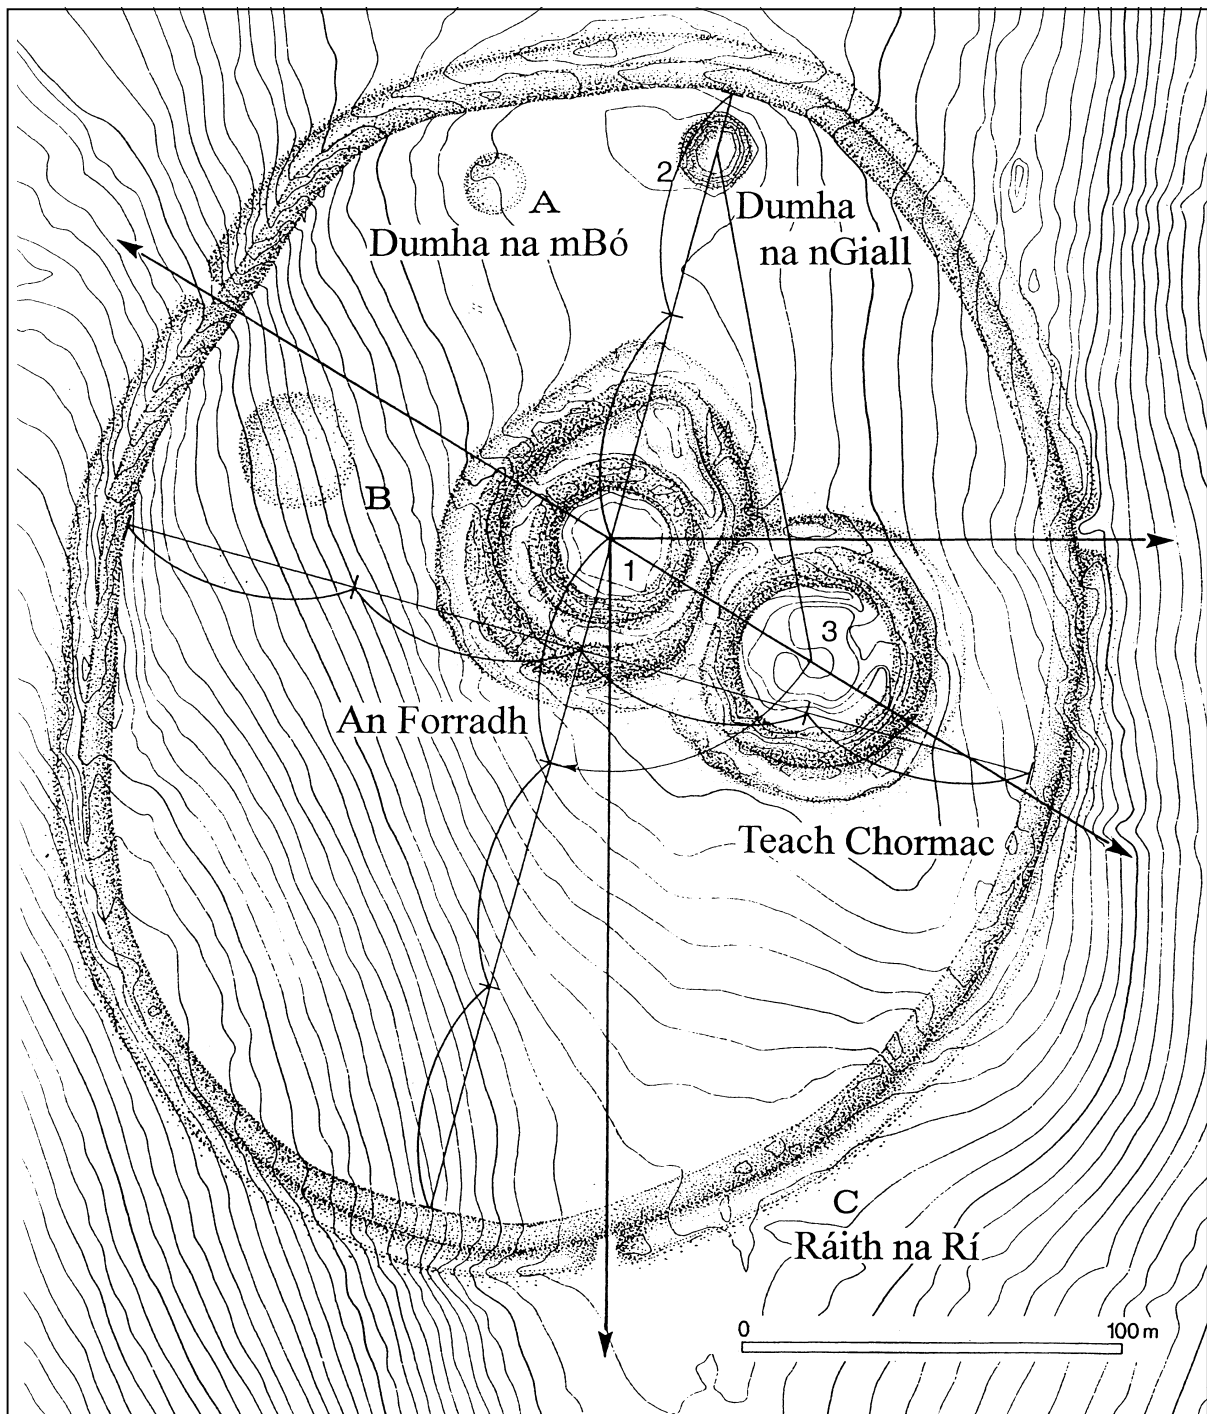 2
A
Dumha na mBó
Dumha
na nGiall
B
1
3
An Forradh
Teach Chormac
C
Ráith na Rí
0
100 m